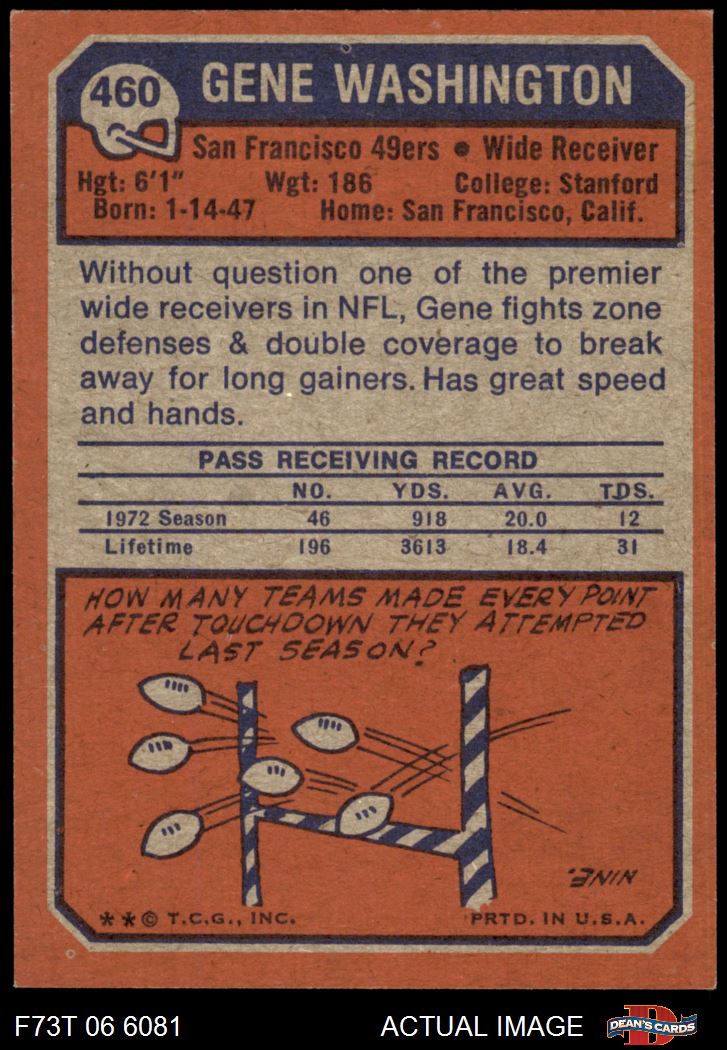 460
GENE WASHINGTON
San Francisco 49ers • Wide Receiver
Hgt: 6'1" Wgt: 186 College: Stanford
Born: 1-14-47 Home: San Francisco, Calif.
Without question one of the premier
wide receivers in NFL, Gene fights zone
defenses & double coverage to break
away for long gainers. Has great speed
and hands.
PASS RECEIVING RECORD
NO. YDS. AVG. TDS.
1972 Season 46 918 20.0 12
Lifetime 196 3613 18.4 31
HOW MANY TEAMS MADE EVERY POINT
AFTER TOUCHDOWN THEY ATTEMPTED
LAST SEASON?
NINE.
**© T.C.G., INC. PRTD. IN U.S.A.
F73T 06 6081 ACTUAL IMAGE D DEAN'S CARDS